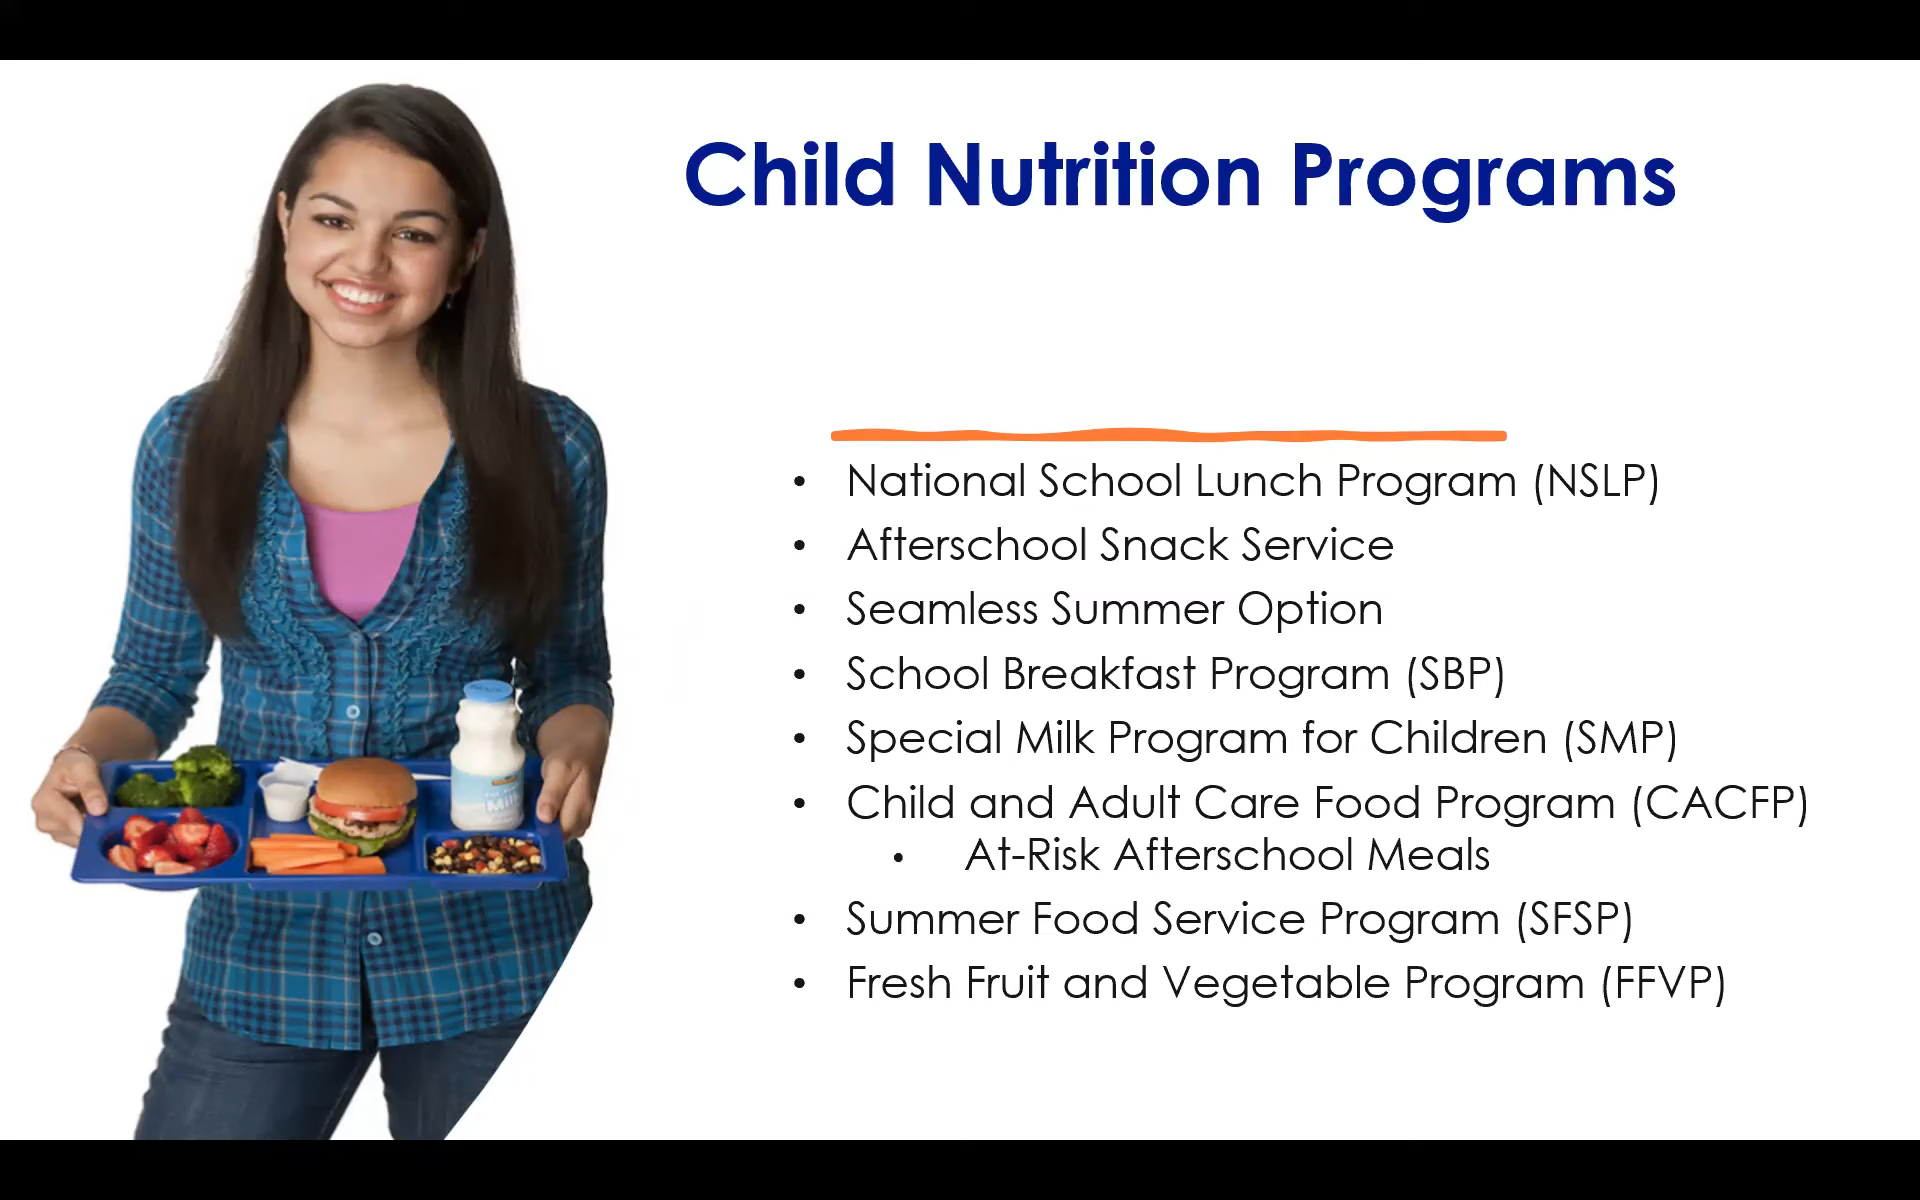 Child Nutrition Programs
• National School Lunch Program (NSLP)
• Afterschool Snack Service
• Seamless Summer Option
• School Breakfast Program (SBP)
• Special Milk Program for Children (SMP)
• Child and Adult Care Food Program (CACFP)
• At-Risk Afterschool Meals
• Summer Food Service Program (SFSP)
• Fresh Fruit and Vegetable Program (FFVP)
Milk